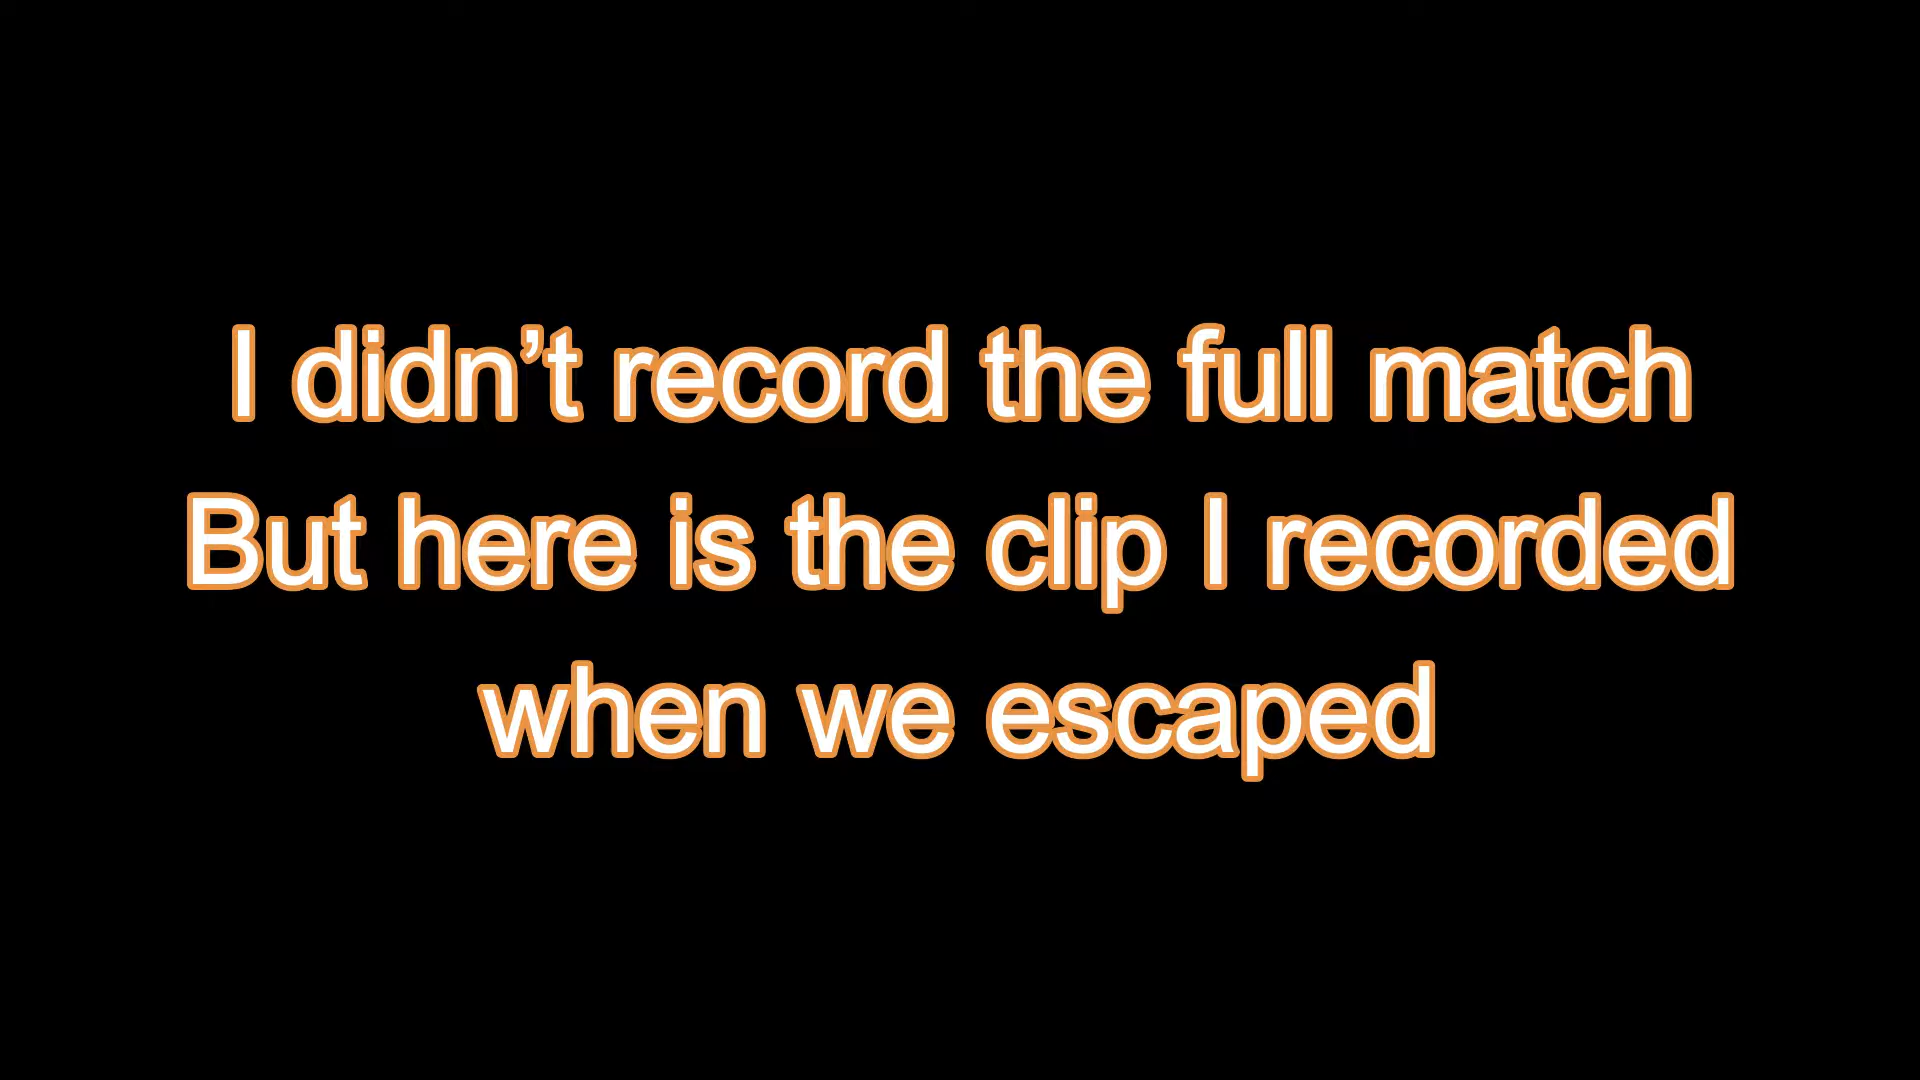 I didn’t record the full match
But here is the clip I recorded
when we escaped